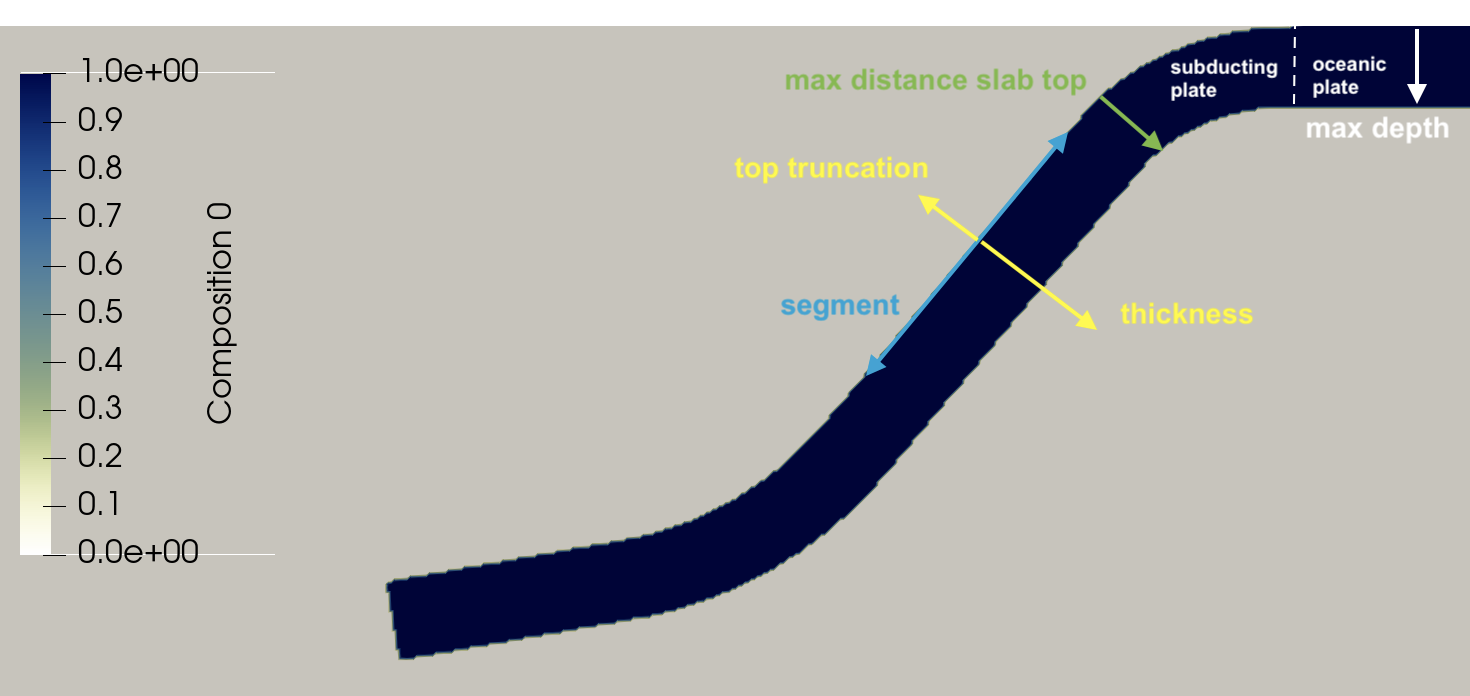 1.0e+00
0.9
0.8
0.7
0.6
0.5
0.4
0.3
0.2
0.1
0.0e+00
Composition 0
max distance slab top
subducting
plate
oceanic
plate
max depth
top truncation
segment
thickness